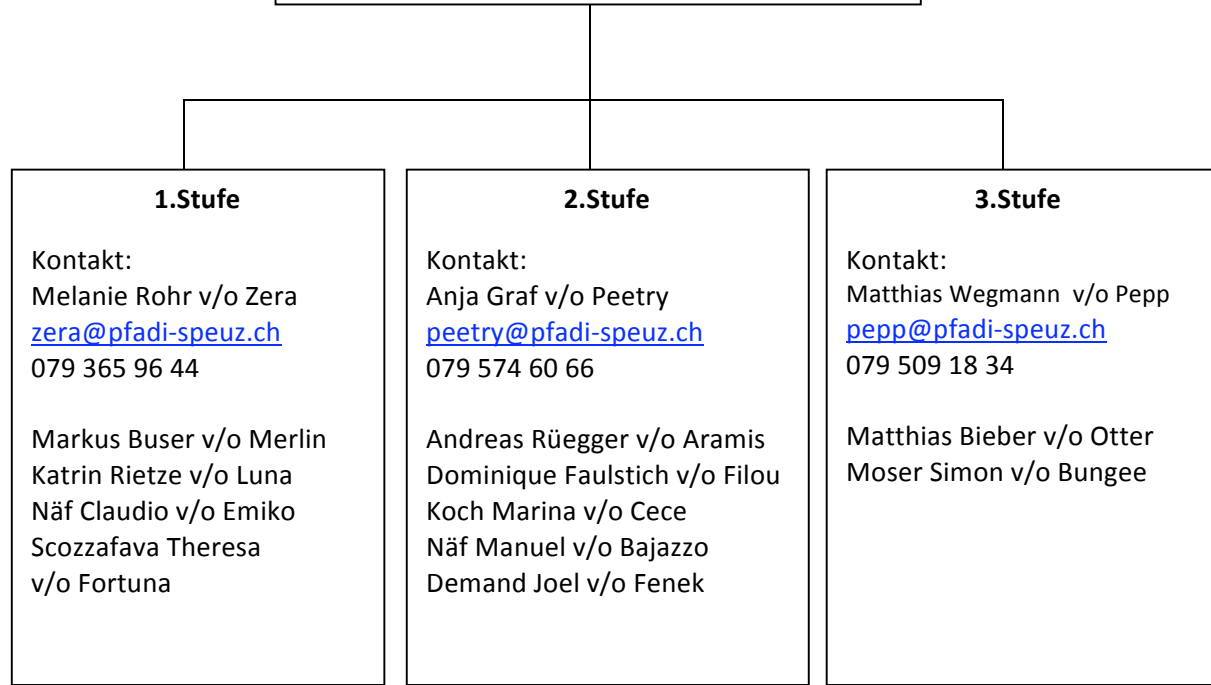 1.Stufe
Kontakt:
Melanie Rohr v/o Zera
zera@pfadi-speuz.ch
079 365 96 44
Markus Buser v/o Merlin
Katrin Rietze v/o Luna
Näf Claudio v/o Emiko
Scozzafava Theresa
v/o Fortuna
2.Stufe
Kontakt:
Anja Graf v/o Peetry
peetry@pfadi-speuz.ch
079 574 60 66
Andreas Rüegger v/o Aramis
Dominique Faulstich v/o Filou
Koch Marina v/o Cece
Näf Manuel v/o Bajazzo
Demand Joel v/o Fenek
3.Stufe
Kontakt:
Matthias Wegmann  v/o Pepp
pepp@pfadi-speuz.ch
079 509 18 34
Matthias Bieber v/o Otter
Moser Simon v/o Bungee